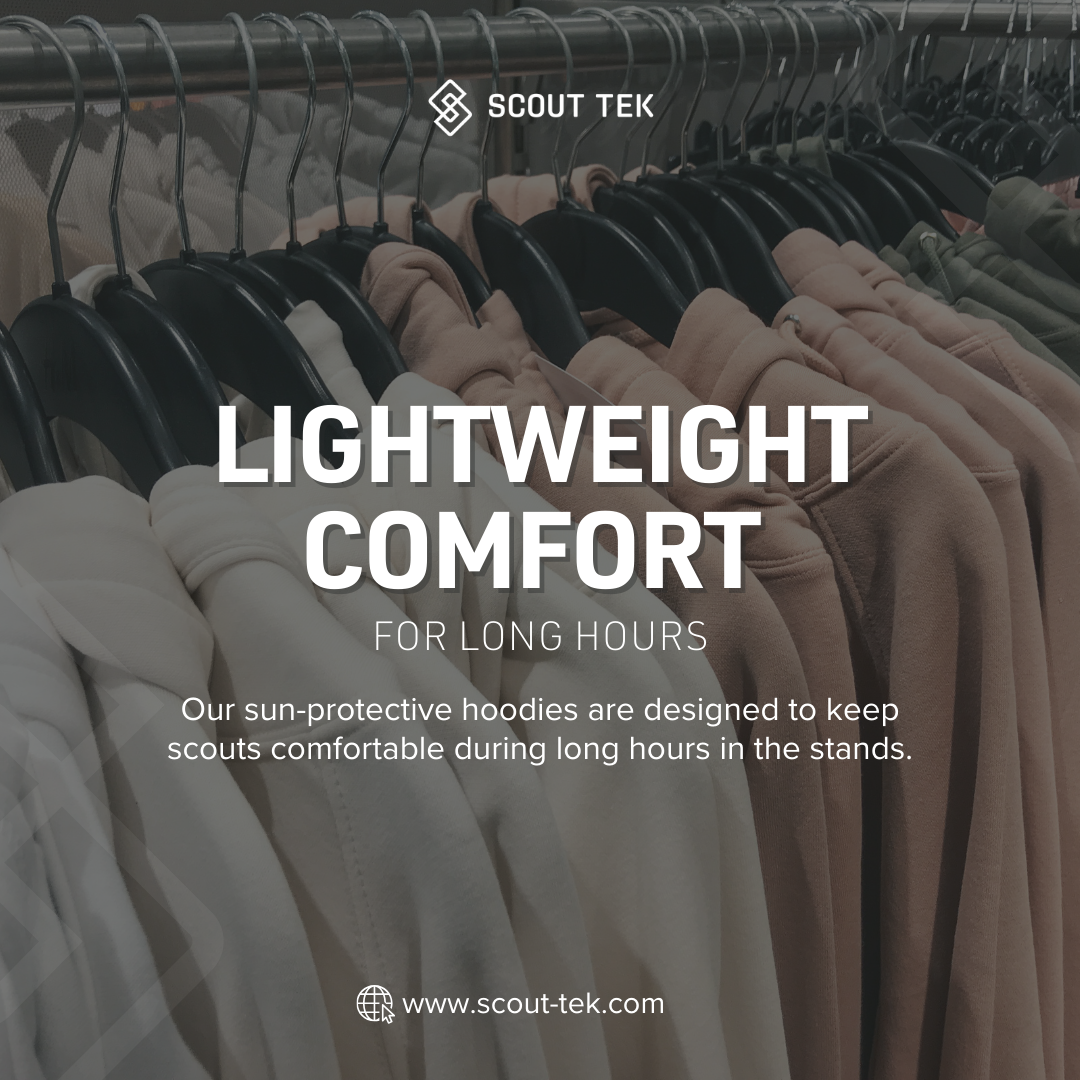 SCOUT TEK
LIGHTWEIGHT
COMFORT
FOR LONG HOURS
Our sun-protective hoodies are designed to keep
scouts comfortable during long hours in the stands.
www.scout-tek.com